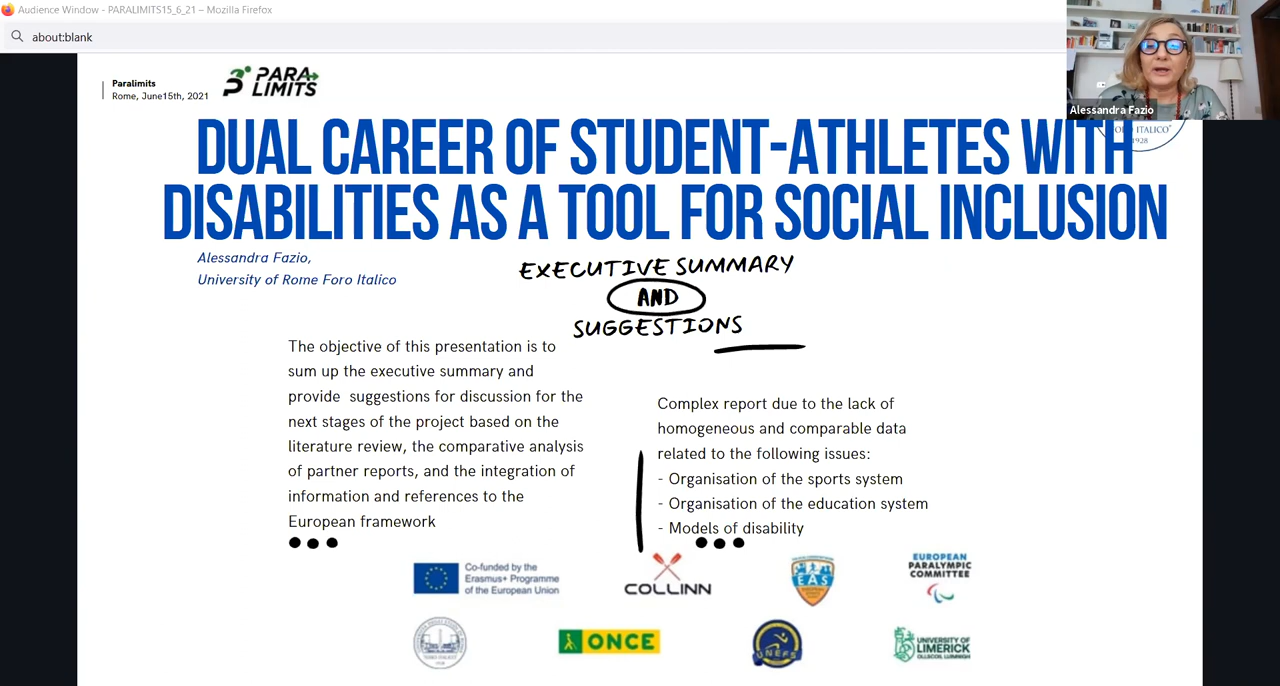 Audience Window - PARALIMITS15_6_21 – Mozilla Firefox
about:blank
Alessandra Fazio
Paralimits
Rome, June15th, 2021
PARA
LIMITS
1928
DUAL CAREER OF STUDENT-ATHLETES WITH
DISABILITIES AS A TOOL FOR SOCIAL INCLUSION
Alessandra Fazio,
University of Rome Foro Italico
EXECUTIVE SUMMARY
AND
SUGGESTIONS
The objective of this presentation is to
sum up the executive summary and
provide suggestions for discussion for the
next stages of the project based on the
literature review, the comparative analysis
of partner reports, and the integration of
information and references to the
European framework
Complex report due to the lack of
homogeneous and comparable data
related to the following issues:
- Organisation of the sports system
- Organisation of the education system
- Models of disability
Co-funded by the
Erasmus+ Programme
of the European Union
COLLINN
EAS
EUROPEAN
PARALYMPIC
COMMITTEE
ONCE
UNEFS
UNIVERSITY OF
LIMERICK
OLLSCOIL LUIMNIGH